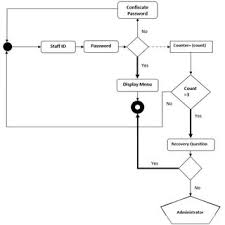 Confiscate
Password
No
Staff ID
Password
Counter= (count)
Yes
Display Menu
No
Count
=3
Yes
Recovery Question
Yes
No
Administrator